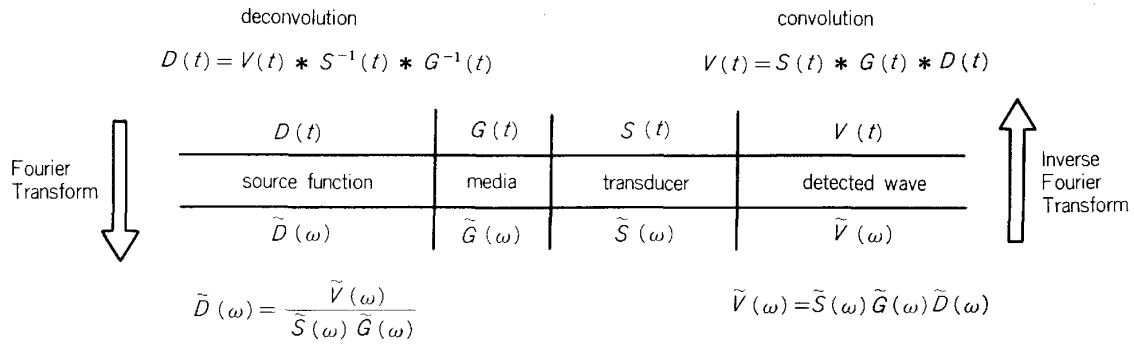 deconvolution
convolution
D(t) = V(t) * S⁻¹(t) * G⁻¹(t)
V(t) = S(t) * G(t) * D(t)
D(t) G(t) S(t) V(t)
Fourier Transform
source function media transducer detected wave
Inverse Fourier Transform
D̃(ω) G̃(ω) S̃(ω) Ṽ(ω)
D̃(ω) = Ṽ(ω) / S̃(ω) G̃(ω)
Ṽ(ω) = S̃(ω) G̃(ω) D̃(ω)